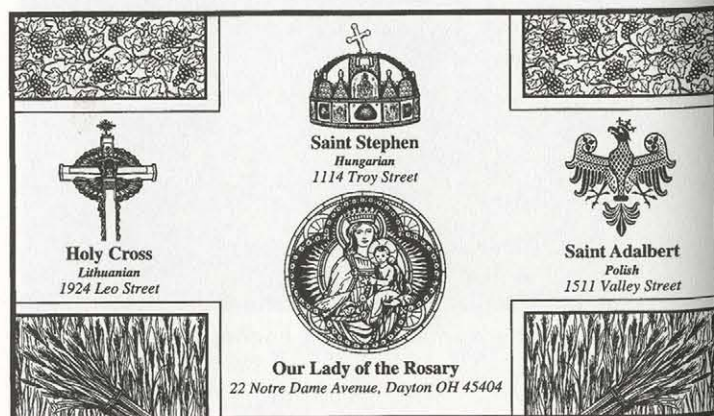 Saint Stephen
Hungarian
1114 Troy Street
Holy Cross
Lithuanian
1924 Leo Street
Saint Adalbert
Polish
1511 Valley Street
Our Lady of the Rosary
22 Notre Dame Avenue, Dayton OH 45404